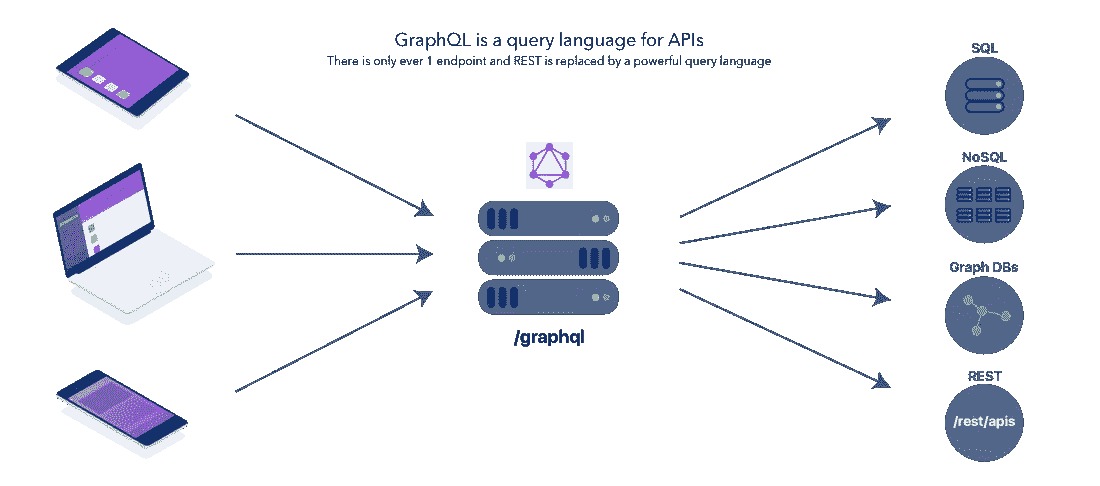 GraphQL is a query language for APIs
There is only ever 1 endpoint and REST is replaced by a powerful query language
SQL
NoSQL
/graphql
Graph DBs
REST
/rest/apis